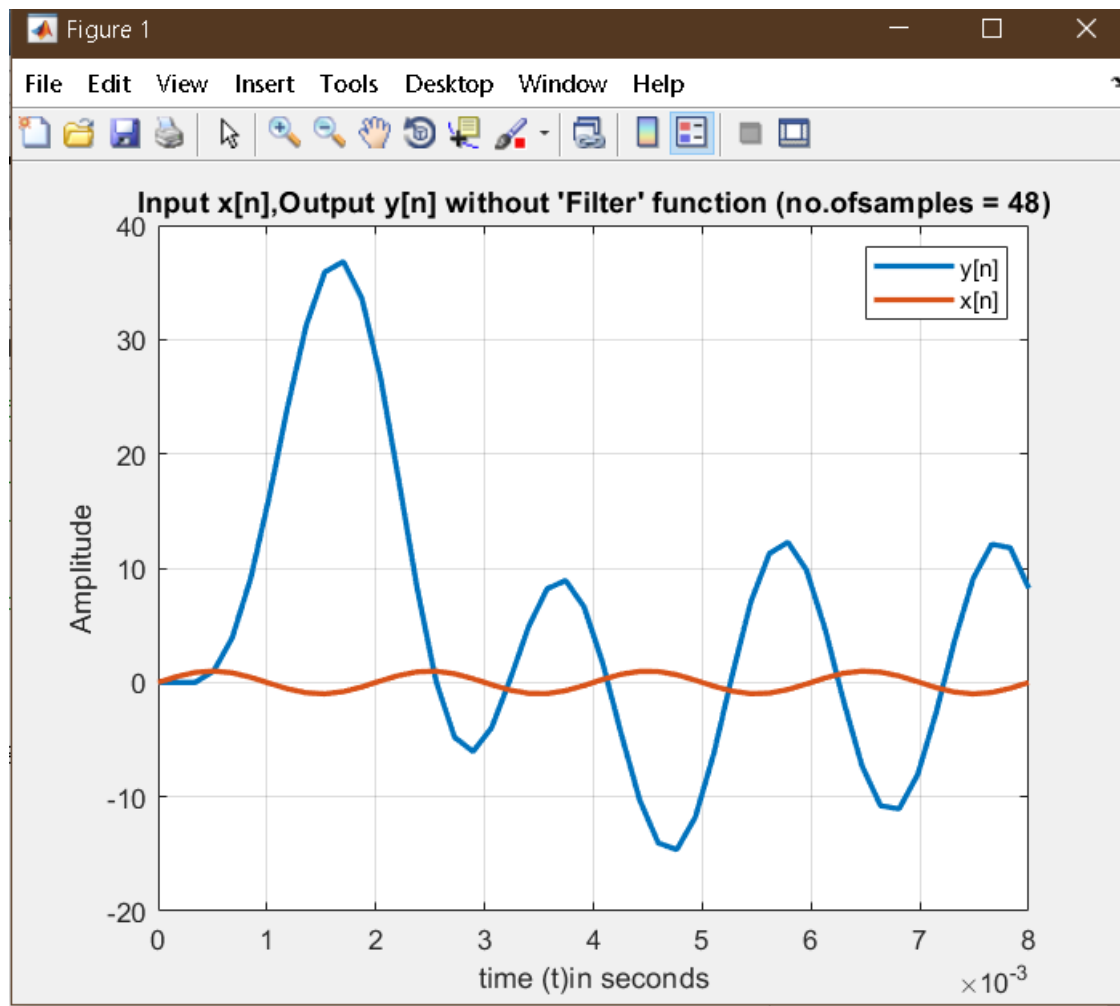 Figure 1
File Edit View Insert Tools Desktop Window Help
Input x[n],Output y[n] without 'Filter' function (no.ofsamples = 48)
40
30
20
10
0
-10
-20
Amplitude
y[n]
x[n]
0 1 2 3 4 5 6 7 8
time (t)in seconds
×10-3